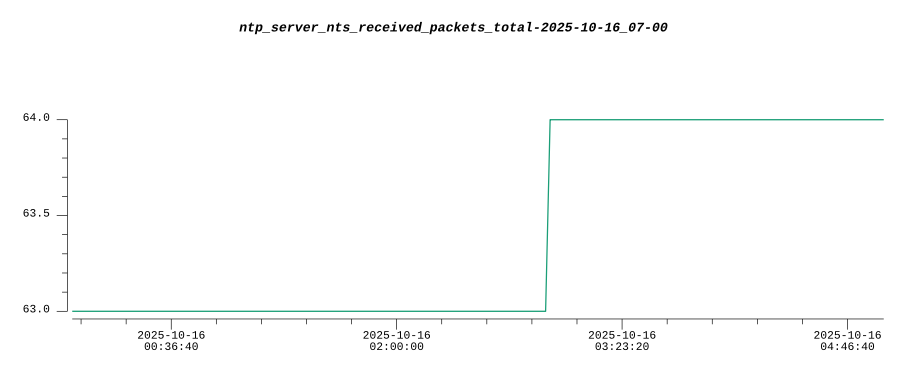 ntp_server_nts_received_packets_total-2025-10-16_07-00
64.0
63.5
63.0
2025-10-16 2025-10-16 2025-10-16 2025-10-16
00:36:40 02:00:00 03:23:20 04:46:40